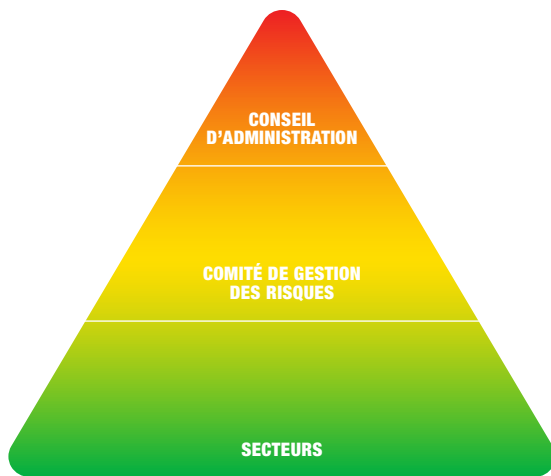 CONSEIL
D'ADMINISTRATION
COMITÉ DE GESTION
DES RISQUES
SECTEURS